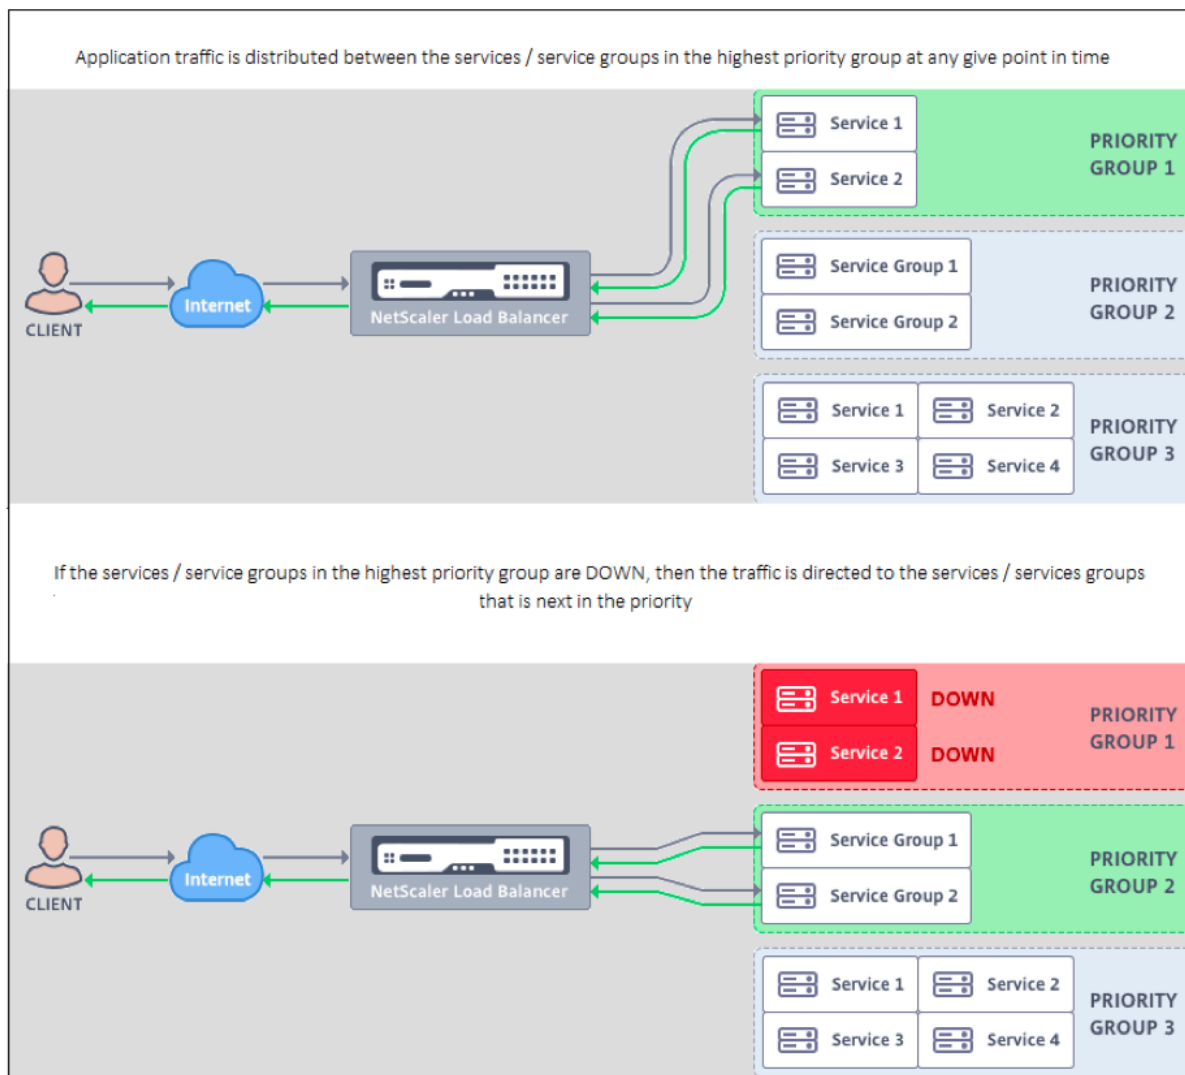 Application traffic is distributed between the services / service groups in the highest priority group at any give point in time
Service 1
Service 2
PRIORITY
GROUP 1
CLIENT
Internet
NetScaler Load Balancer
Service Group 1
Service Group 2
PRIORITY
GROUP 2
Service 1
Service 2
Service 3
Service 4
PRIORITY
GROUP 3
If the services / service groups in the highest priority group are DOWN, then the traffic is directed to the services / services groups
that is next in the priority
Service 1 DOWN
Service 2 DOWN
PRIORITY
GROUP 1
CLIENT
Internet
NetScaler Load Balancer
Service Group 1
Service Group 2
PRIORITY
GROUP 2
Service 1
Service 2
Service 3
Service 4
PRIORITY
GROUP 3